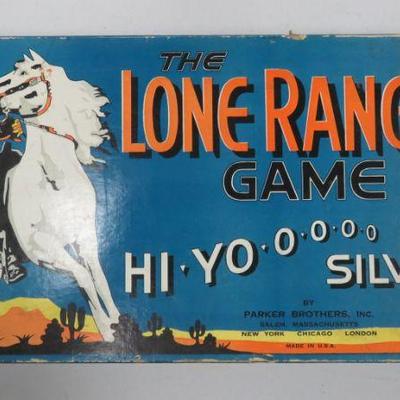 THE
LONE RANG
GAME
HI-YO-O-O-O-O
SILV
BY
PARKER BROTHERS, INC.
SALEM, MASSACHUSETTS
NEW YORK CHICAGO LONDON
MADE IN U.S.A.